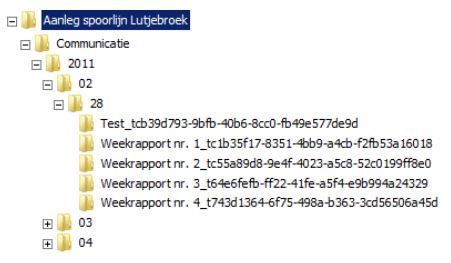 Aanleg spoorlijn Lutjebroek
Communicatie
2011
02
28
Test_tcb39d793-9bfb-40b6-8cc0-fb49e577de9d
Weekrapport nr. 1_tc1b35f17-8351-4bb9-a4cb-f2fb53a16018
Weekrapport nr. 2_tc55a89d8-9e4f-4023-a5c8-52c0199ff8e0
Weekrapport nr. 3_t64e6fefb-ff22-41fe-a5f4-e9b994a24329
Weekrapport nr. 4_t743d1364-6f75-498a-b363-3cd56506a45d
03
04